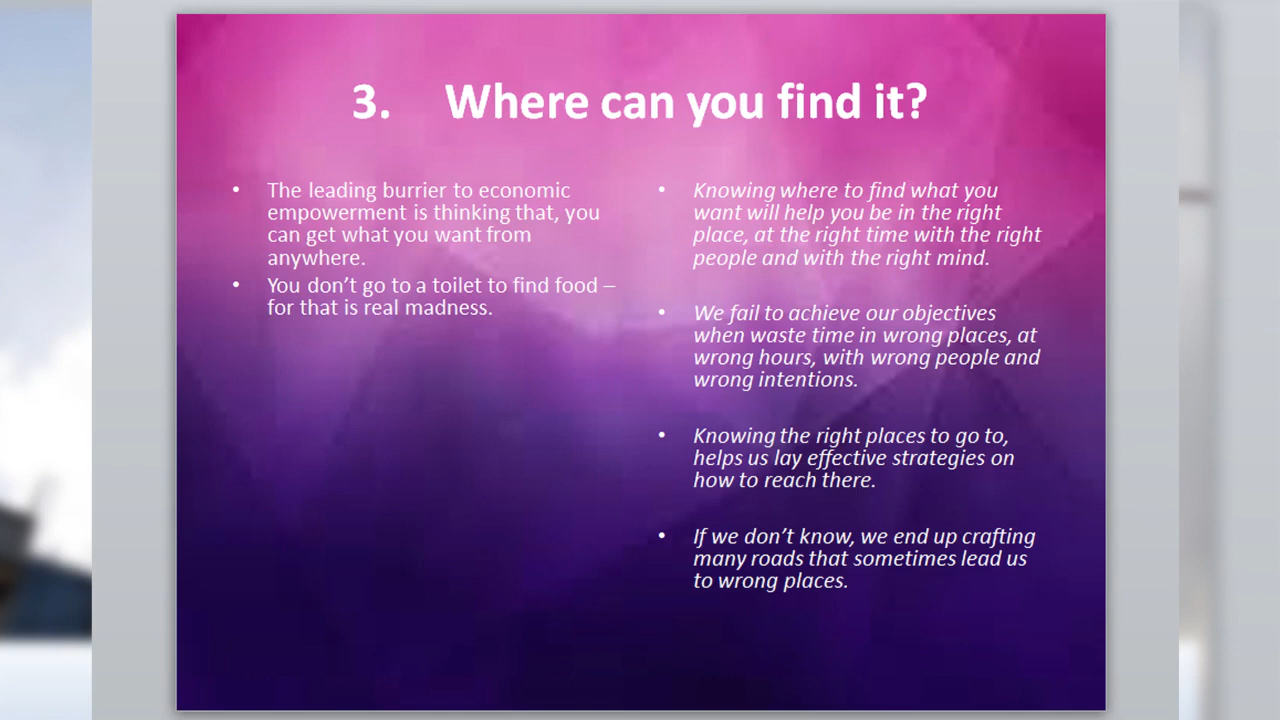 3. Where can you find it?
• The leading burrier to economic
empowerment is thinking that, you
can get what you want from
anywhere.
• You don’t go to a toilet to find food –
for that is real madness.
• Knowing where to find what you
want will help you be in the right
place, at the right time with the right
people and with the right mind.
• We fail to achieve our objectives
when waste time in wrong places, at
wrong hours, with wrong people and
wrong intentions.
• Knowing the right places to go to,
helps us lay effective strategies on
how to reach there.
• If we don’t know, we end up crafting
many roads that sometimes lead us
to wrong places.